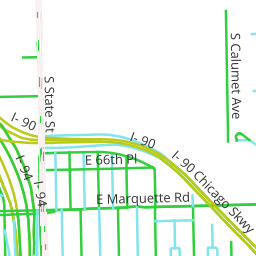 S Calumet Ave
S State St
I- 90
I- 90
I- 90 Chicago Skwy
E 66th Pl
I- 94
I- 94
E Marquette Rd